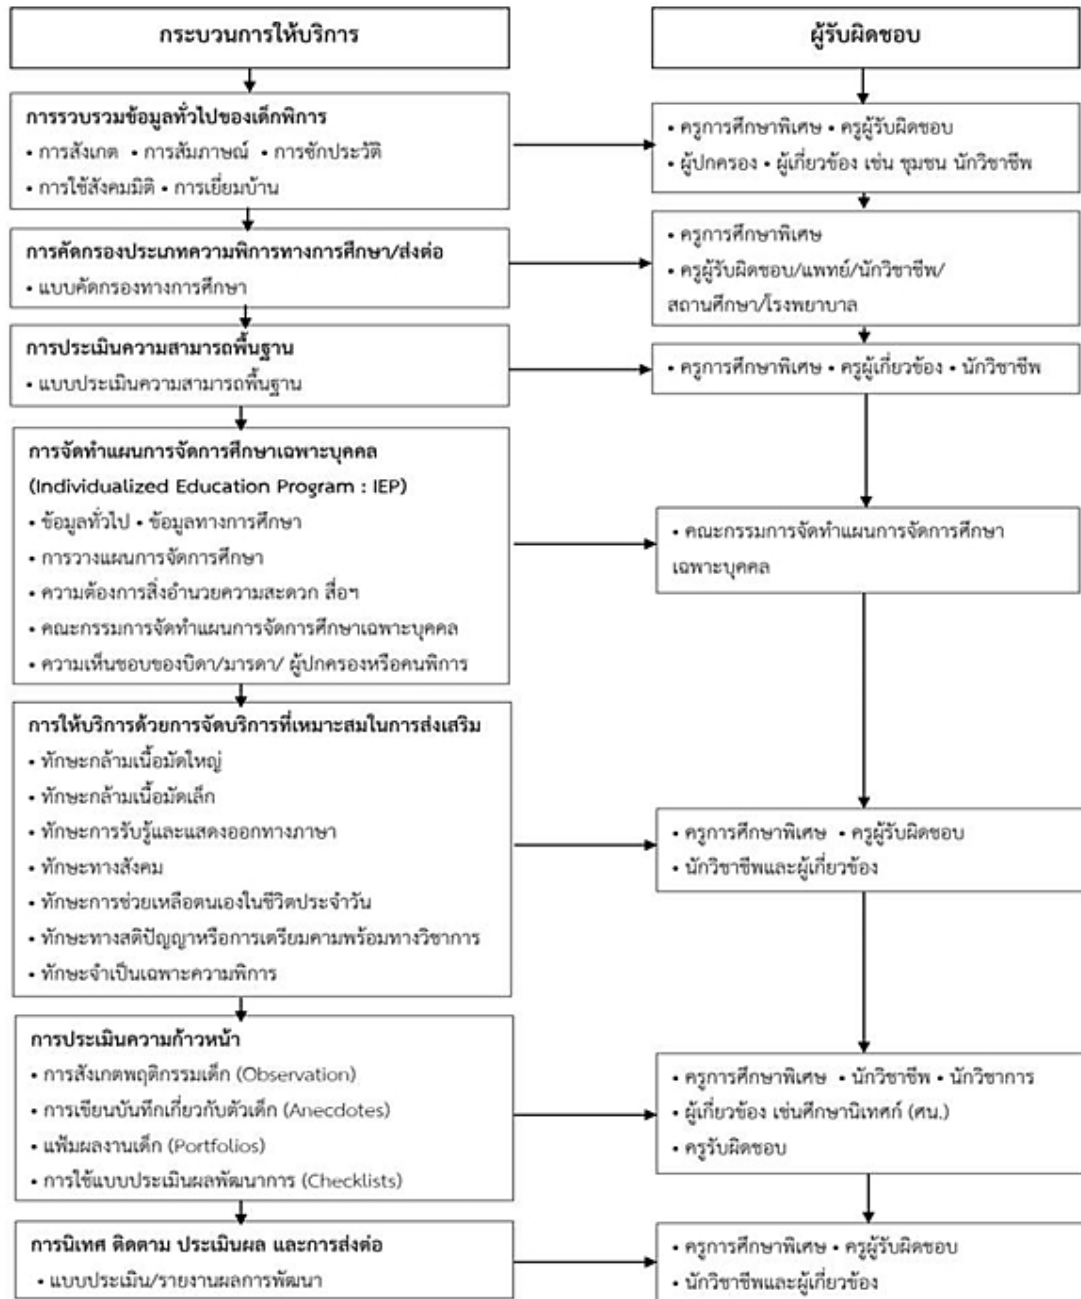 กระบวนการให้บริการ
ผู้รับผิดชอบ
การรวบรวมข้อมูลทั่วไปของเด็กพิการ
• การสังเกต • การสัมภาษณ์ • การซักประวัติ
• การใช้สังคมมิติ • การเยี่ยมบ้าน
• ครูการศึกษาพิเศษ • ครูผู้รับผิดชอบ
• ผู้ปกครอง • ผู้เกี่ยวข้อง เช่น ชุมชน นักวิชาชีพ
การคัดกรองประเภทความพิการทางการศึกษา/ส่งต่อ
• แบบคัดกรองทางการศึกษา
• ครูการศึกษาพิเศษ
• ครูผู้รับผิดชอบ/แพทย์/นักวิชาชีพ/
สถานศึกษา/โรงพยาบาล
การประเมินความสามารถพื้นฐาน
• แบบประเมินความสามารถพื้นฐาน
• ครูการศึกษาพิเศษ • ครูผู้เกี่ยวข้อง • นักวิชาชีพ
การจัดทำแผนการจัดการศึกษาเฉพาะบุคคล
(Individualized Education Program : IEP)
• ข้อมูลทั่วไป • ข้อมูลทางการศึกษา
• การวางแผนการจัดการศึกษา
• ความต้องการสิ่งอำนวยความสะดวก สื่อฯ
• คณะกรรมการจัดทำแผนการจัดการศึกษาเฉพาะบุคคล
• ความเห็นชอบของบิดา/มารดา/ ผู้ปกครองหรือคนพิการ
• คณะกรรมการจัดทำแผนการจัดการศึกษา
เฉพาะบุคคล
การให้บริการด้วยการจัดบริการที่เหมาะสมในการส่งเสริม
• ทักษะกล้ามเนื้อมัดใหญ่
• ทักษะกล้ามเนื้อมัดเล็ก
• ทักษะการรับรู้และแสดงออกทางภาษา
• ทักษะทางสังคม
• ทักษะการช่วยเหลือตนเองในชีวิตประจำวัน
• ทักษะทางสติปัญญาหรือการเตรียมคามพร้อมทางวิชาการ
• ทักษะจำเป็นเฉพาะความพิการ
• ครูการศึกษาพิเศษ • ครูผู้รับผิดชอบ
• นักวิชาชีพและผู้เกี่ยวข้อง
การประเมินความก้าวหน้า
• การสังเกตพฤติกรรมเด็ก (Observation)
• การเขียนบันทึกเกี่ยวกับตัวเด็ก (Anecdotes)
• แฟ้มผลงานเด็ก (Portfolios)
• การใช้แบบประเมินผลพัฒนาการ (Checklists)
• ครูการศึกษาพิเศษ • นักวิชาชีพ • นักวิชาการ
• ผู้เกี่ยวข้อง เช่นศึกษานิเทศก์ (ศน.)
• ครูรับผิดชอบ
การนิเทศ ติดตาม ประเมินผล และการส่งต่อ
• แบบประเมิน/รายงานผลการพัฒนา
• ครูการศึกษาพิเศษ • ครูผู้รับผิดชอบ
• นักวิชาชีพและผู้เกี่ยวข้อง